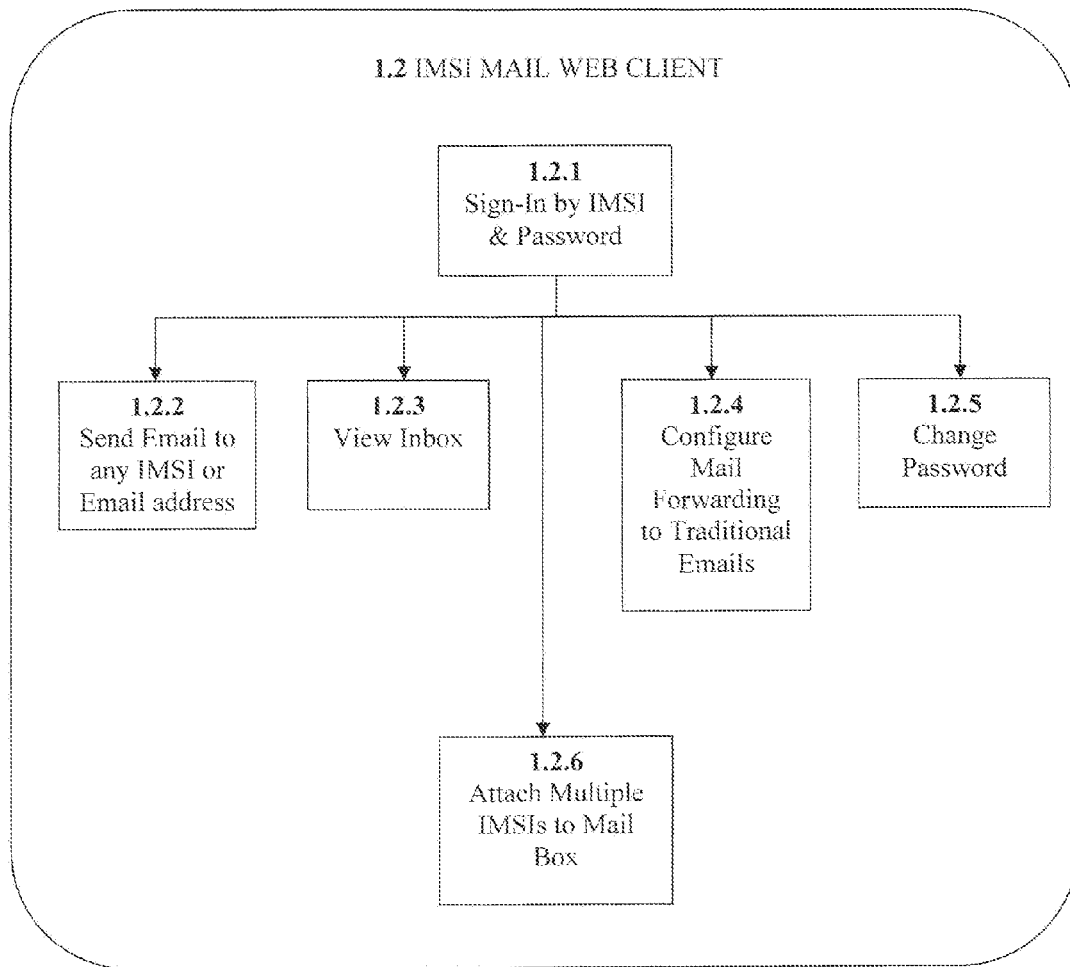 1.2 IMSI MAIL WEB CLIENT
1.2.1
Sign-In by IMSI
& Password
1.2.2
Send Email to
any IMSI or
Email address
1.2.3
View Inbox
1.2.4
Configure
Mail
Forwarding
to Traditional
Emails
1.2.5
Change
Password
1.2.6
Attach Multiple
IMSIs to Mail
Box